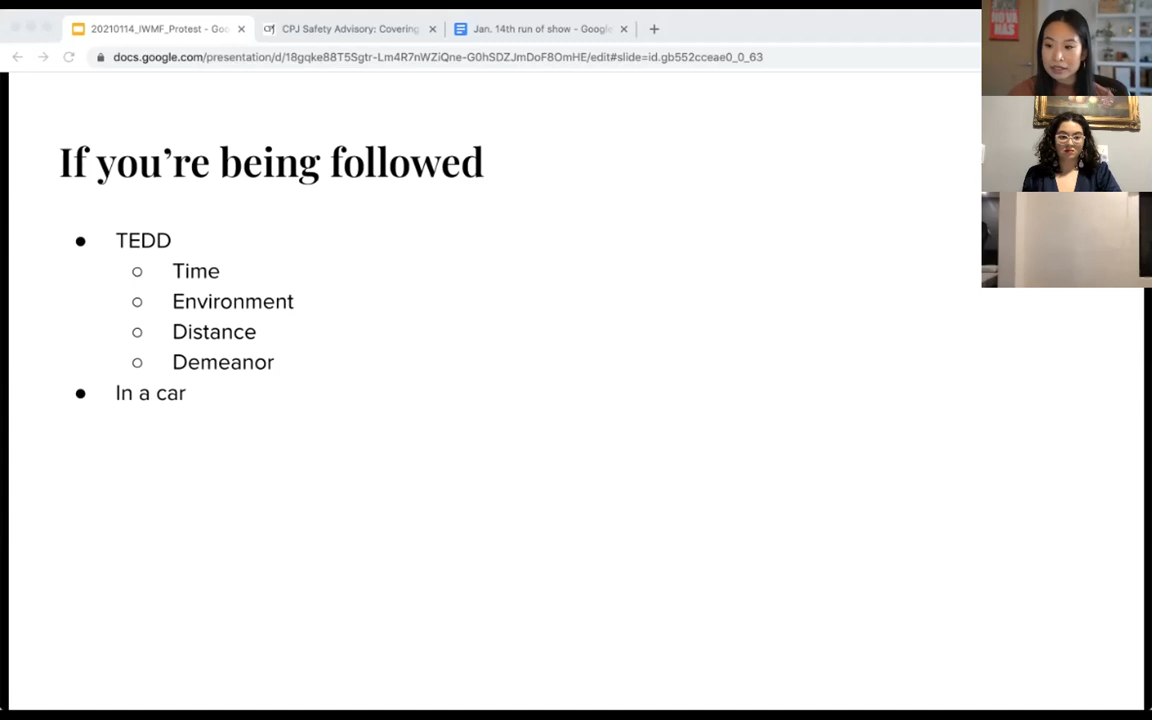 20210114_IWMF_Protest - Goo
CPJ Safety Advisory: Covering
Jan. 14th run of show - Google
docs.google.com/presentation/d/18gqke88T5Sgtr-Lm4R7nWZiQne-G0hSDZJmDoF8OmHE/edit#slide=id.gb552cceae0_0_63
If you’re being followed
● TEDD
○ Time
○ Environment
○ Distance
○ Demeanor
● In a car